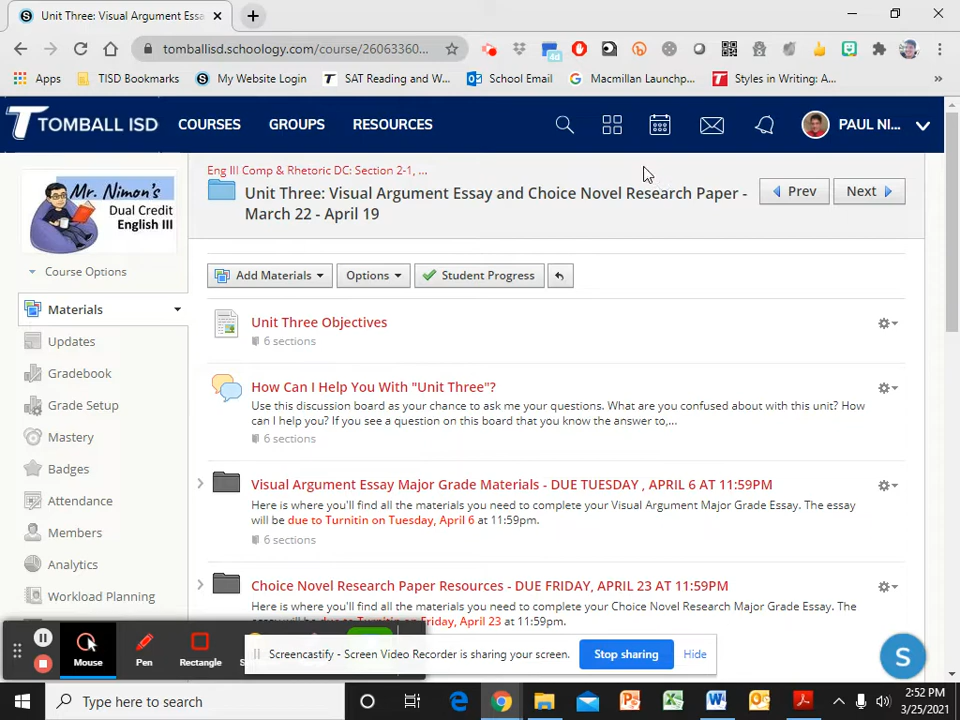 Unit Three: Visual Argument Essa
tomballisd.schoology.com/course/26063360...
4d
Apps
TISD Bookmarks
My Website Login
SAT Reading and W...
School Email
Macmillan Launchp...
Styles in Writing: A...
»
TOMBALL ISD
COURSES
GROUPS
RESOURCES
PAUL NI...
Mr. Nimon's
Dual Credit
English III
Course Options
Materials
Updates
Gradebook
Grade Setup
Mastery
Badges
Attendance
Members
Analytics
Workload Planning
Eng III Comp & Rhetoric DC: Section 2-1, ...
Unit Three: Visual Argument Essay and Choice Novel Research Paper -
March 22 - April 19
Prev
Next
Add Materials
Options
Student Progress
Unit Three Objectives
6 sections
How Can I Help You With "Unit Three"?
Use this discussion board as your chance to ask me your questions. What are you confused about with this unit? How
can I help you? If you see a question on this board that you know the answer to,...
6 sections
Visual Argument Essay Major Grade Materials - DUE TUESDAY , APRIL 6 AT 11:59PM
Here is where you'll find all the materials you need to complete your Visual Argument Major Grade Essay. The essay
will be due to Turnitin on Tuesday, April 6 at 11:59pm.
6 sections
Choice Novel Research Paper Resources - DUE FRIDAY, APRIL 23 AT 11:59PM
Here is where you'll find all the materials you need to complete your Choice Novel Research Major Grade Essay. The
essay will be due to Turnitin on Friday, April 23 at 11:59pm.
Mouse
Pen
Rectangle
Screencastify - Screen Video Recorder is sharing your screen.
Stop sharing
Hide
S
Type here to search
2:52 PM
3/25/2021